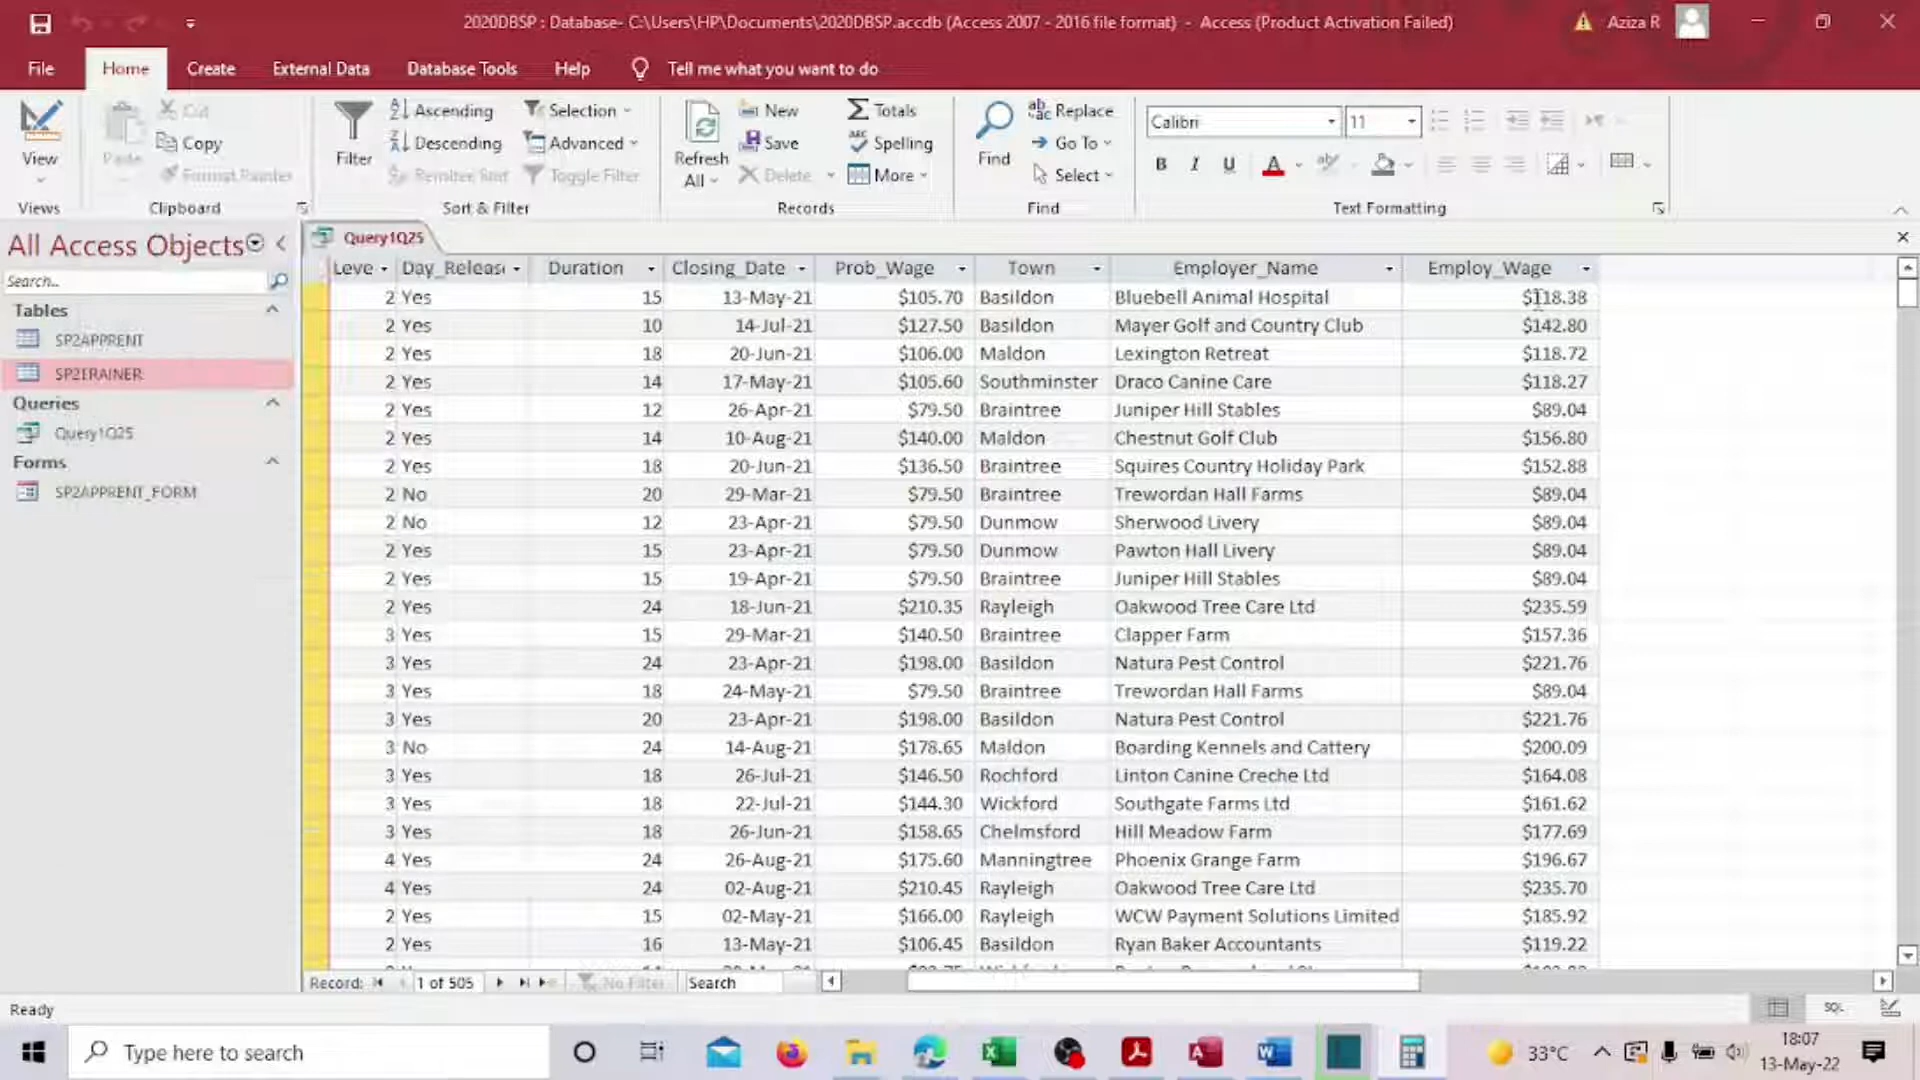 2020DBSP : Database- C:\Users\HP\Documents\2020DBSP.accdb (Access 2007 - 2016 file format) - Access (Product Activation Failed)
Aziza R
File Home Create External Data Database Tools Help Tell me what you want to do
View
Views
Paste
Cut
Copy
Format Painter
Clipboard
Filter
Ascending
Descending
Remove Sort
Selection
Advanced
Toggle Filter
Sort & Filter
Refresh All
New
Save
Delete
Totals
Spelling
More
Records
Find
Replace
Go To
Select
Find
Calibri 11
B I U A
Text Formatting
All Access Objects
Search...
Tables
SP2APPRENT
Queries
Query1Q25
Forms
SP2APPRENT_FORM
Query1Q25
Leve Day_Releas Duration Closing_Date Prob_Wage Town Employer_Name Employ_Wage
2 Yes 15 13-May-21 $105.70 Basildon Bluebell Animal Hospital $118.38
2 Yes 10 14-Jul-21 $127.50 Basildon Mayer Golf and Country Club $142.80
2 Yes 18 20-Jun-21 $106.00 Maldon Lexington Retreat $118.72
2 Yes 14 17-May-21 $105.60 Southminster Draco Canine Care $118.27
2 Yes 12 26-Apr-21 $79.50 Braintree Juniper Hill Stables $89.04
2 Yes 14 10-Aug-21 $140.00 Maldon Chestnut Golf Club $156.80
2 Yes 18 20-Jun-21 $136.50 Braintree Squires Country Holiday Park $152.88
2 No 20 29-Mar-21 $79.50 Braintree Trewordan Hall Farms $89.04
2 No 12 23-Apr-21 $79.50 Dunmow Sherwood Livery $89.04
2 Yes 15 23-Apr-21 $79.50 Dunmow Pawton Hall Livery $89.04
2 Yes 15 19-Apr-21 $79.50 Braintree Juniper Hill Stables $89.04
2 Yes 24 18-Jun-21 $210.35 Rayleigh Oakwood Tree Care Ltd $235.59
3 Yes 15 29-Mar-21 $140.50 Braintree Clapper Farm $157.36
3 Yes 24 23-Apr-21 $198.00 Basildon Natura Pest Control $221.76
3 Yes 18 24-May-21 $79.50 Braintree Trewordan Hall Farms $89.04
3 Yes 20 23-Apr-21 $198.00 Basildon Natura Pest Control $221.76
3 No 24 14-Aug-21 $178.65 Maldon Boarding Kennels and Cattery $200.09
3 Yes 18 26-Jul-21 $146.50 Rochford Linton Canine Creche Ltd $164.08
3 Yes 18 22-Jul-21 $144.30 Wickford Southgate Farms Ltd $161.62
3 Yes 18 26-Jun-21 $158.65 Chelmsford Hill Meadow Farm $177.69
4 Yes 24 26-Aug-21 $175.60 Manningtree Phoenix Grange Farm $196.67
4 Yes 24 02-Aug-21 $210.45 Rayleigh Oakwood Tree Care Ltd $235.70
2 Yes 15 02-May-21 $166.00 Rayleigh WCW Payment Solutions Limited $185.92
2 Yes 16 13-May-21 $106.45 Basildon Ryan Baker Accountants $119.22
Record: 1 of 505 No Filter Search
Ready
SQL
Type here to search
33°C
18:07
13-May-22